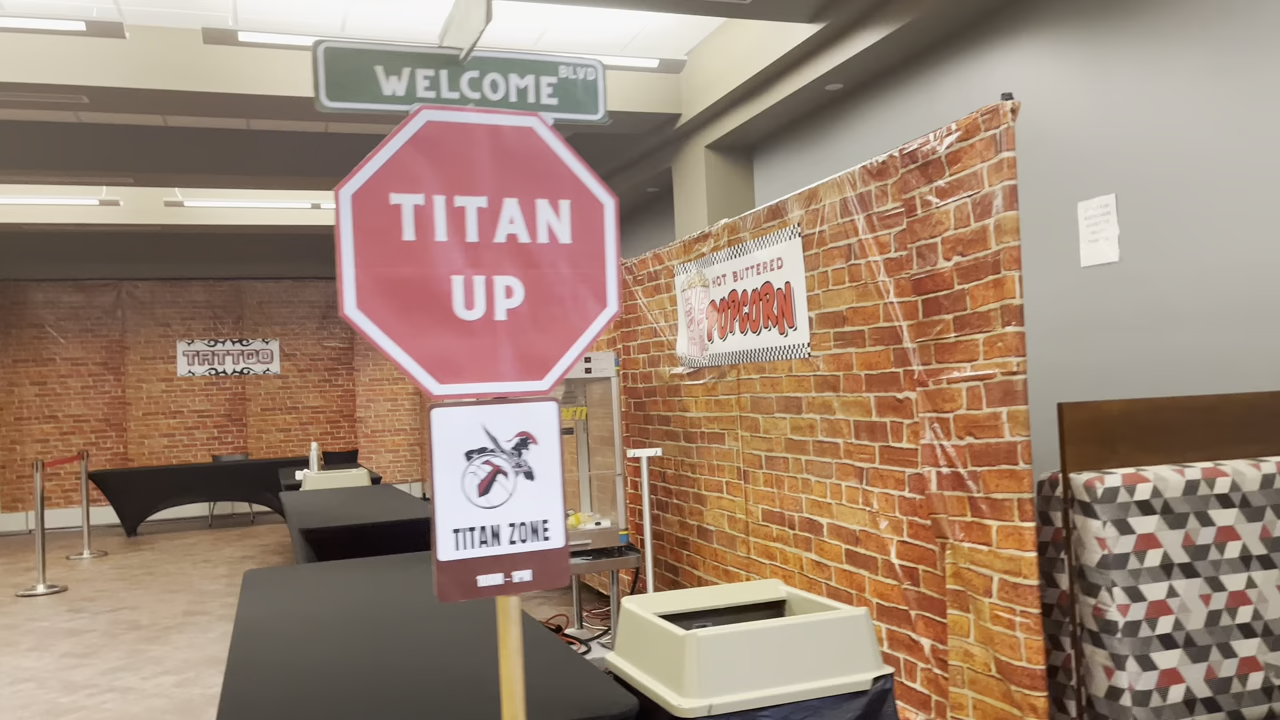 WELCOME BLVD
TITAN
UP
TITAN ZONE
HOT BUTTERED
POPCORN
TATTOO